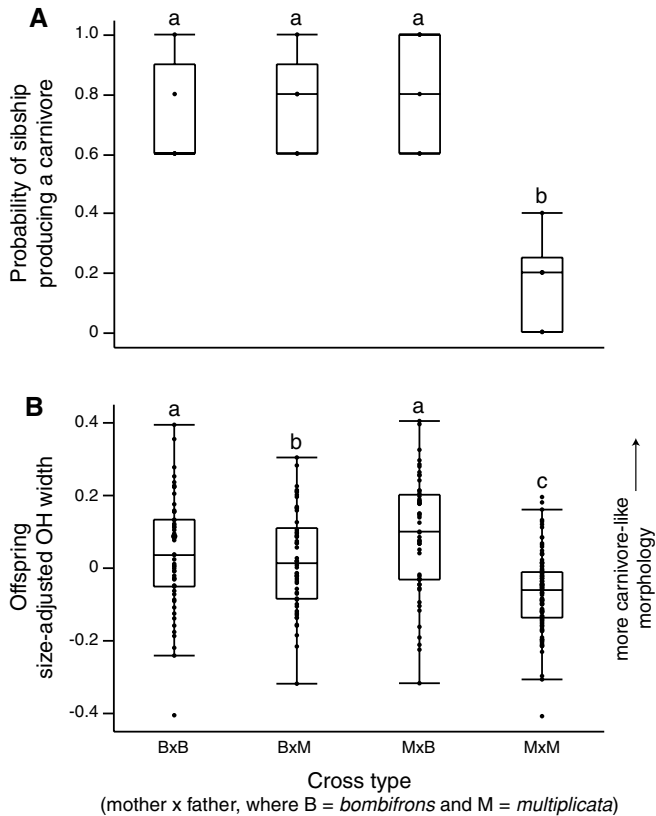 A
a
a
a
1.0
0.8
0.6
0.4
0.2
0
b
Probability of sibship
producing a carnivore
B
a
b
a
c
0.4
0.2
0
-0.2
-0.4
Offspring
size-adjusted OH width
more carnivore-like
morphology
BxB
BxM
MxB
MxM
Cross type
(mother x father, where B = bombifrons and M = multiplicata)